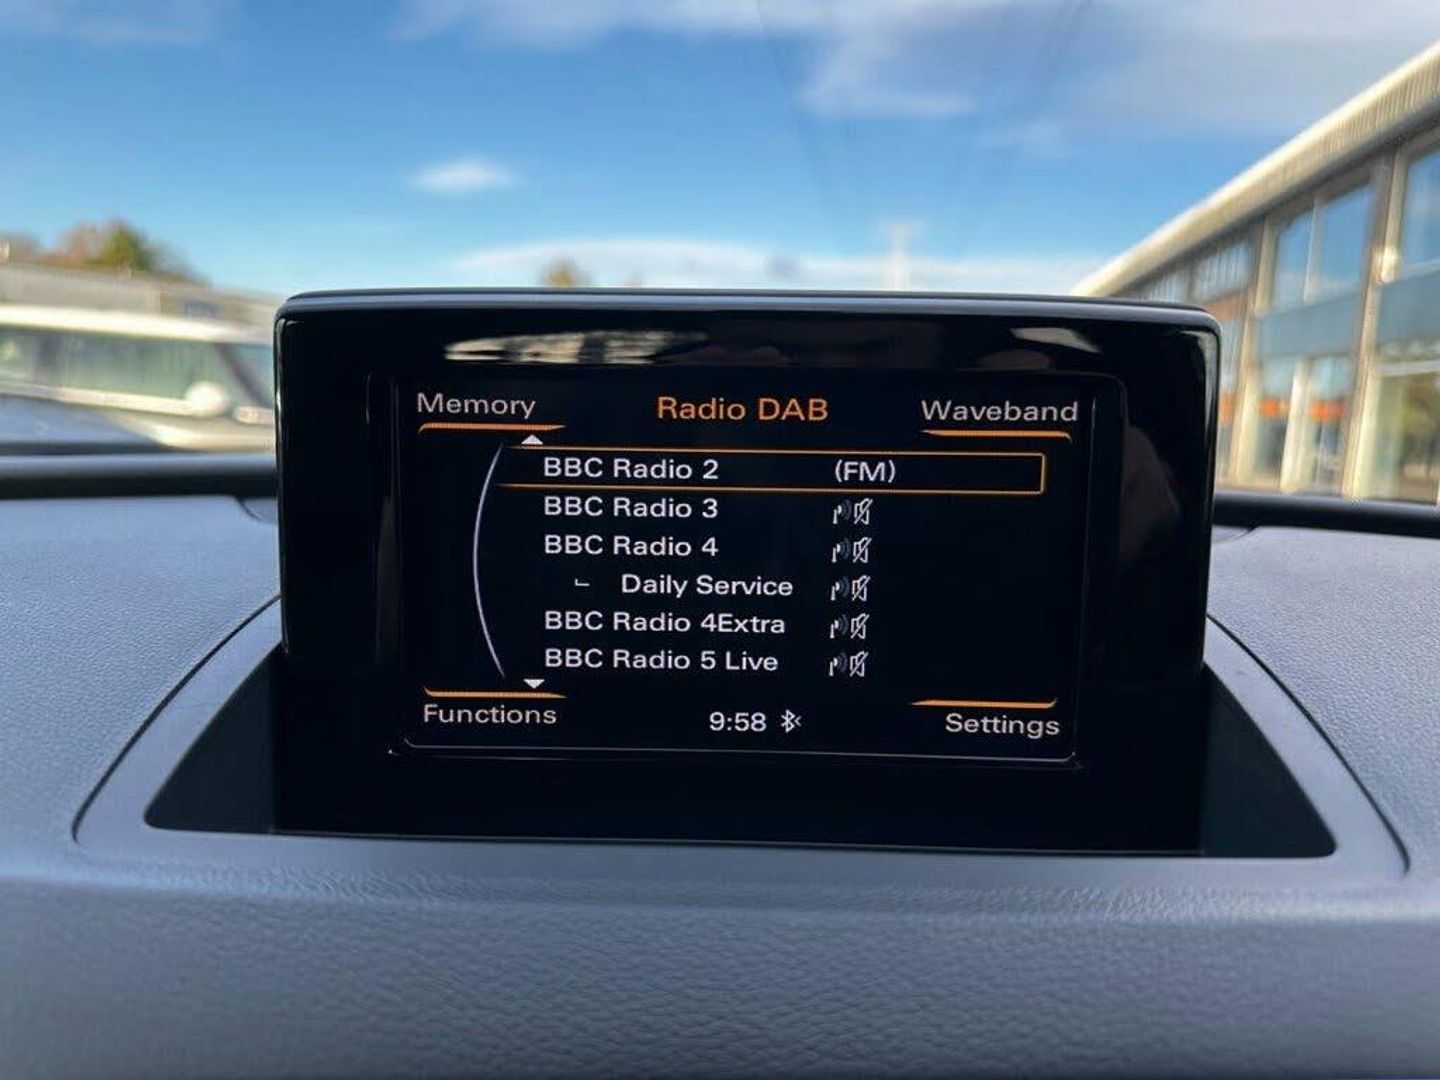 Memory Radio DAB Waveband
BBC Radio 2 (FM)
BBC Radio 3
BBC Radio 4
Daily Service
BBC Radio 4Extra
BBC Radio 5 Live
Functions 9:58 Settings